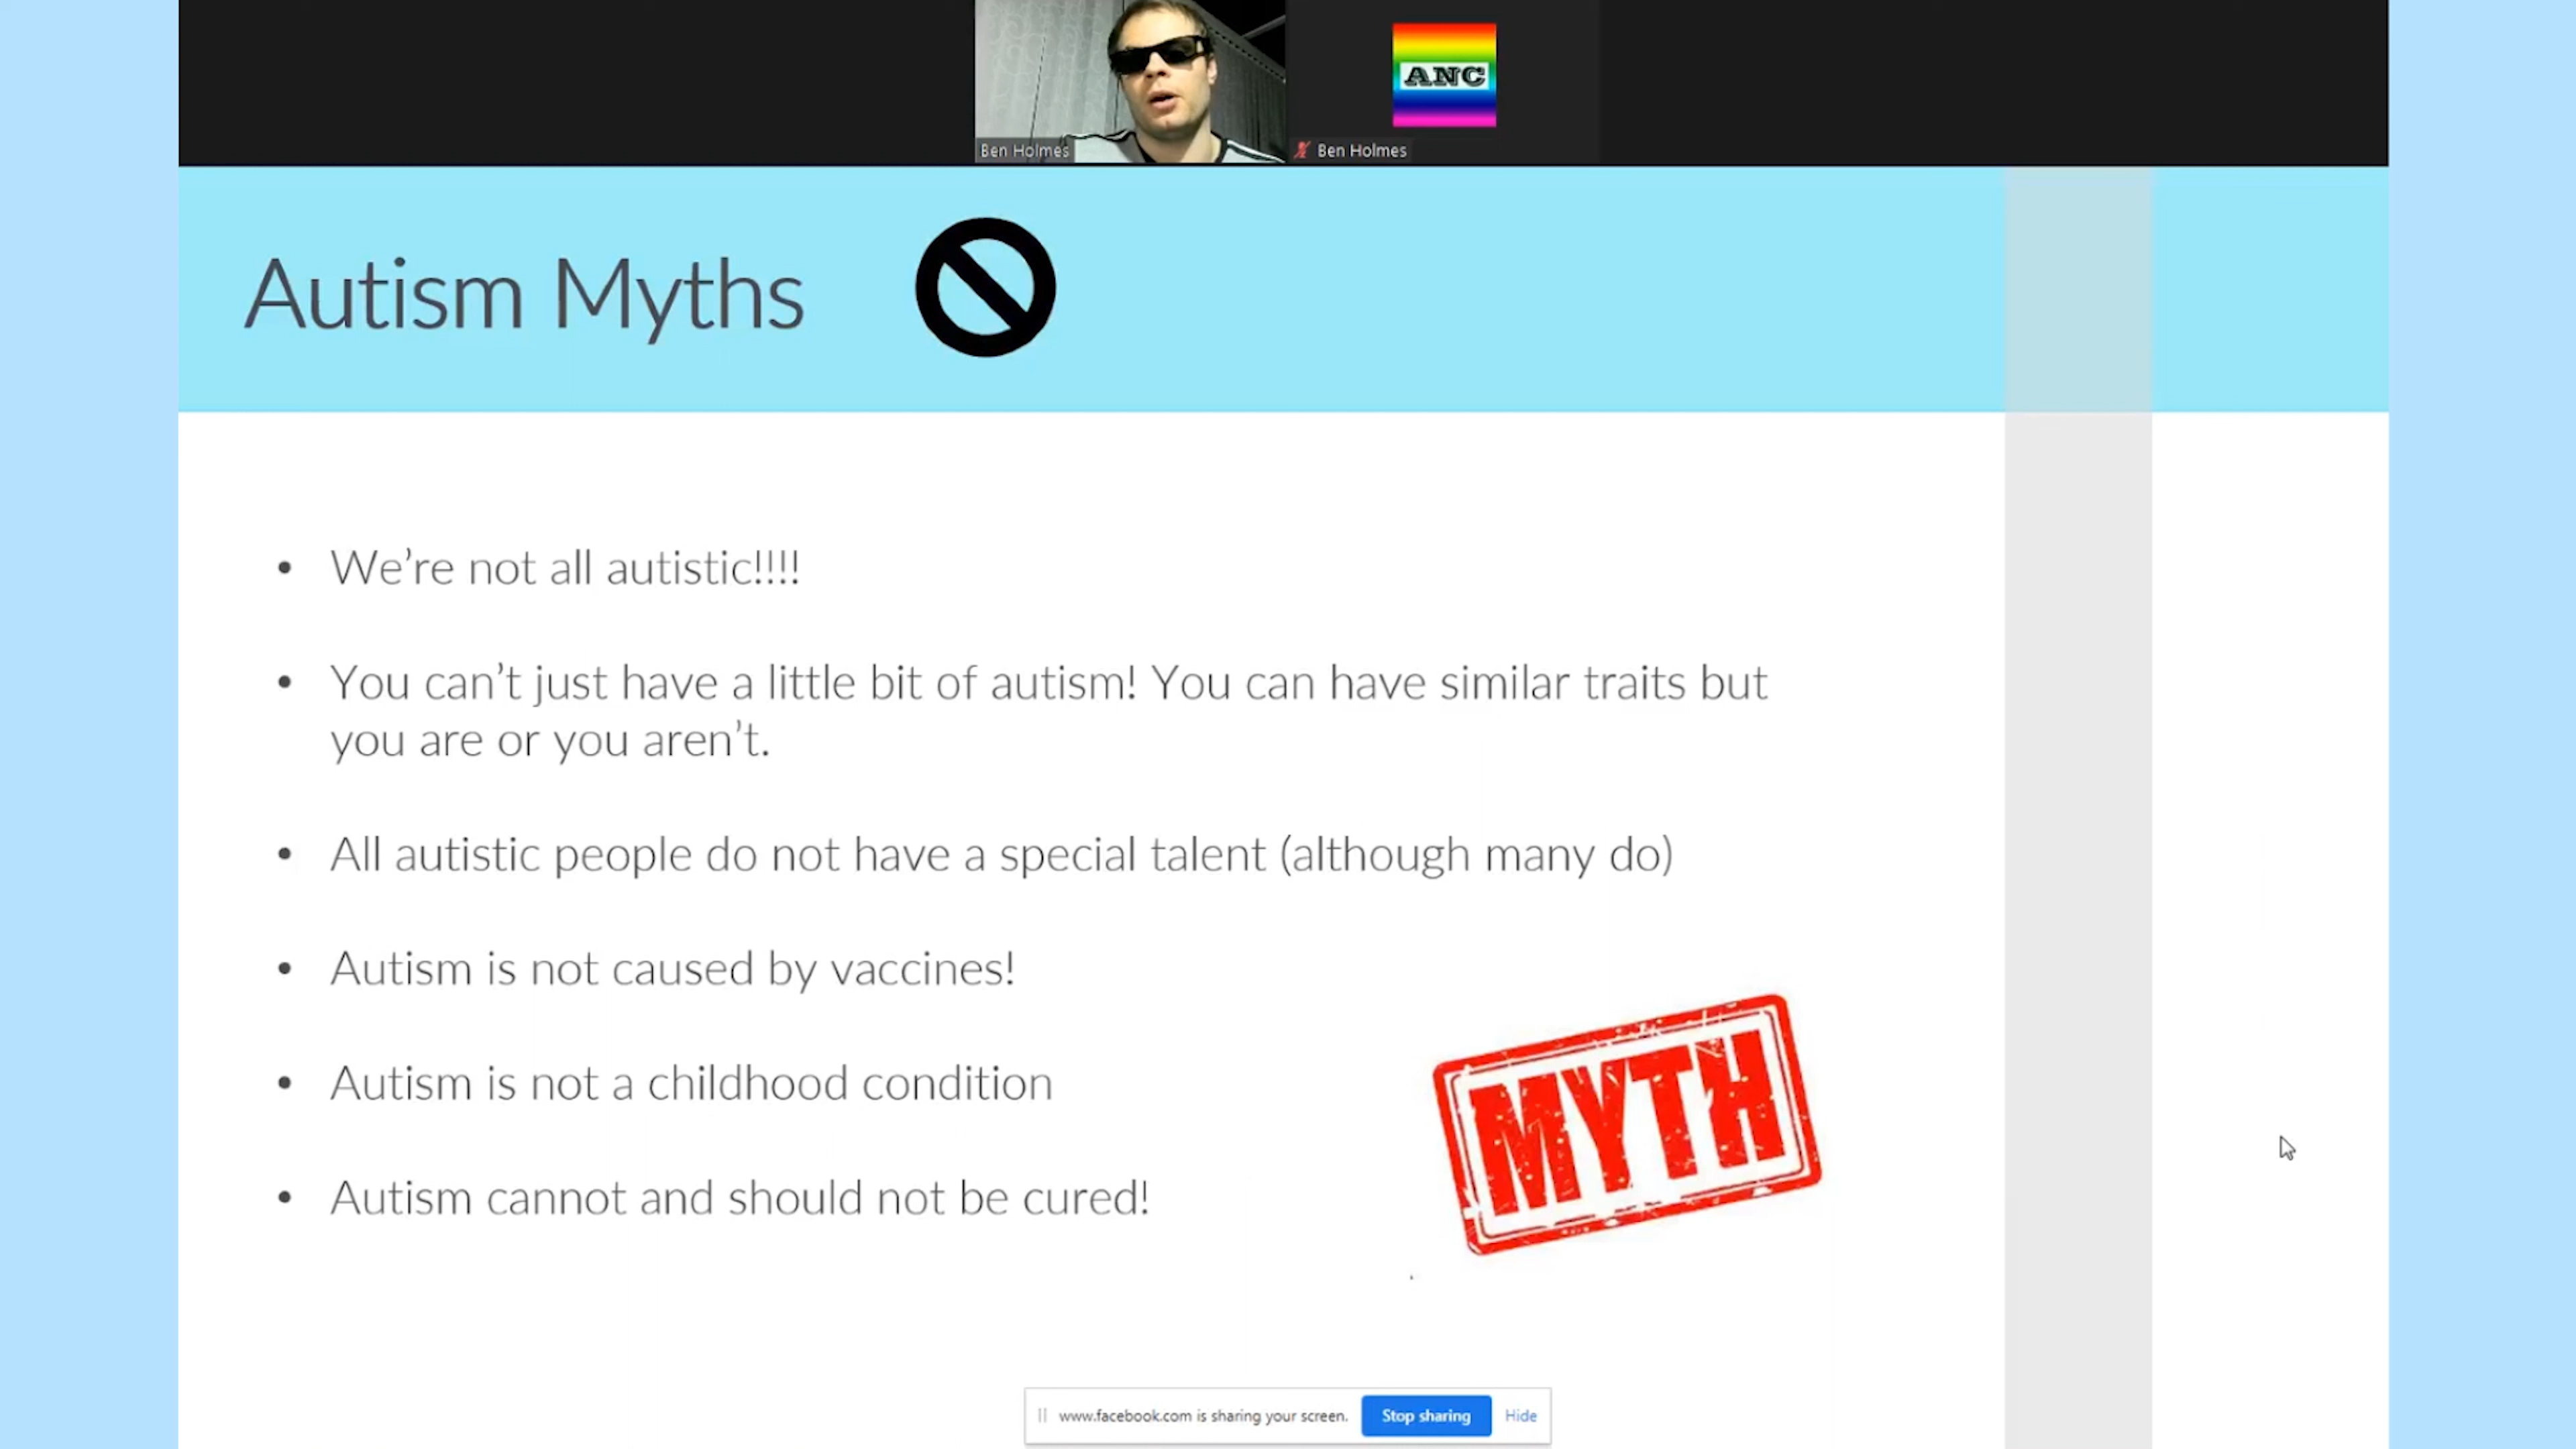 ANC
Ben Holmes
Ben Holmes
Autism Myths
• We’re not all autistic!!!!
• You can’t just have a little bit of autism! You can have similar traits but
you are or you aren’t.
• All autistic people do not have a special talent (although many do)
• Autism is not caused by vaccines!
• Autism is not a childhood condition
• Autism cannot and should not be cured!
MYTH
www.facebook.com is sharing your screen. Stop sharing Hide